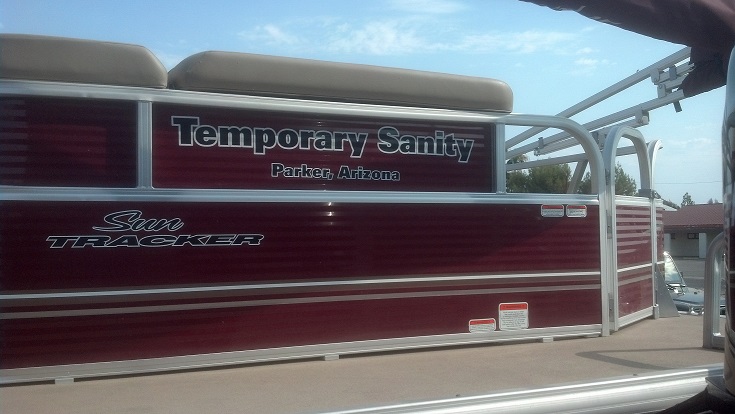 Temporary Sanity
Parker, Arizona
Sun
TRACKER